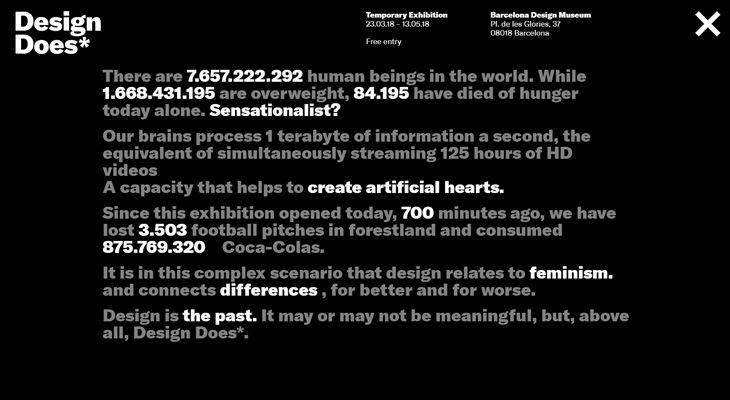 Design
Does*
Temporary Exhibition
23.03.18 – 13.05.18
Free entry
Barcelona Design Museum
Pl. de les Glories, 37
08018 Barcelona
There are 7.657.222.292 human beings in the world. While
1.668.431.195 are overweight, 84.195 have died of hunger
today alone. Sensationalist?
Our brains process 1 terabyte of information a second, the
equivalent of simultaneously streaming 125 hours of HD
videos
A capacity that helps to create artificial hearts.
Since this exhibition opened today, 700 minutes ago, we have
lost 3.503 football pitches in forestland and consumed
875.769.320 Coca-Colas.
It is in this complex scenario that design relates to feminism.
and connects differences , for better and for worse.
Design is the past. It may or may not be meaningful, but, above
all, Design Does*.